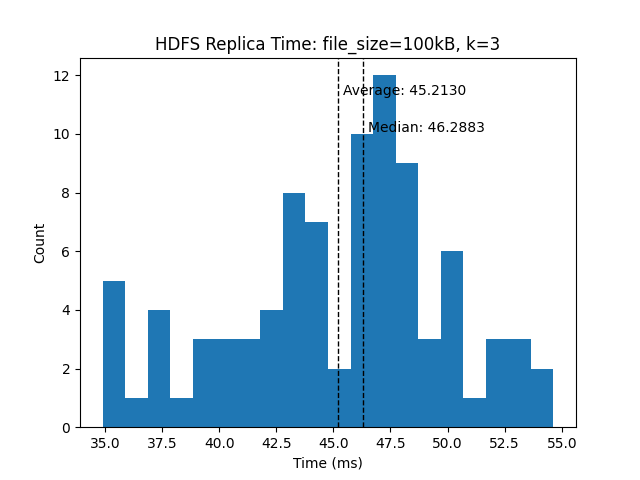 HDFS Replica Time: file_size=100kB, k=3
12
10
8
6
4
2
0
Count
Average: 45.2130
Median: 46.2883
35.0 37.5 40.0 42.5 45.0 47.5 50.0 52.5 55.0
Time (ms)